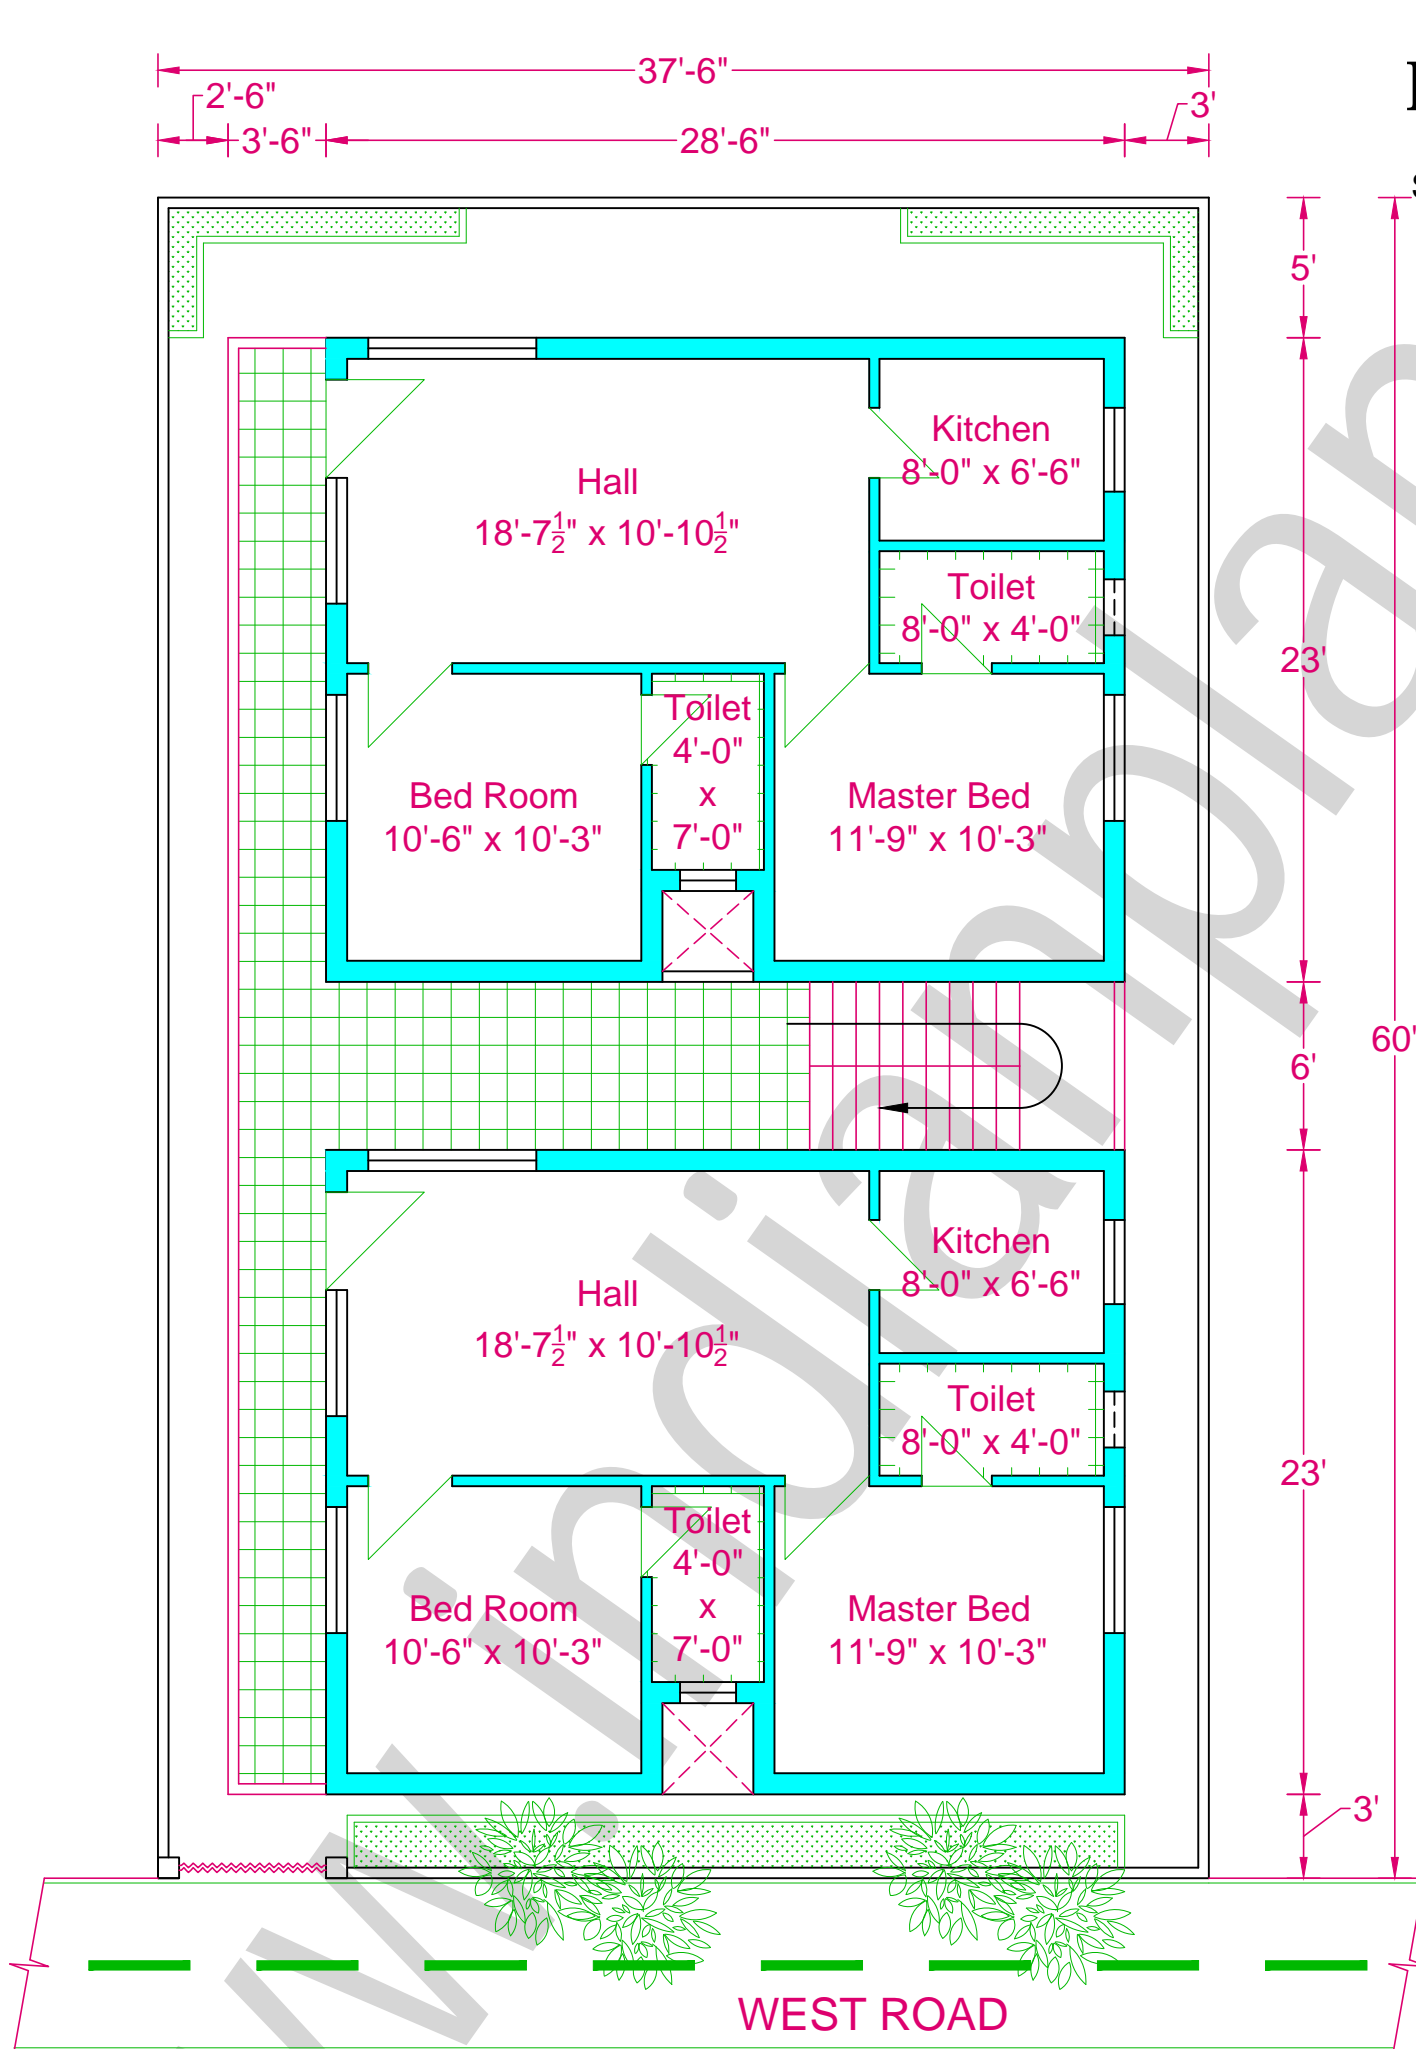 37'-6"
2'-6"
3'
3'-6"
28'-6"
5'
Kitchen
8'-0" x 6'-6"
Hall
18'-7½" x 10'-10½"
Toilet
8'-0" x 4'-0"
23'
Toilet
4'-0"
x
7'-0"
Bed Room
10'-6" x 10'-3"
Master Bed
11'-9" x 10'-3"
60'
6'
Kitchen
8'-0" x 6'-6"
Hall
18'-7½" x 10'-10½"
Toilet
8'-0" x 4'-0"
23'
Toilet
4'-0"
x
7'-0"
Bed Room
10'-6" x 10'-3"
Master Bed
11'-9" x 10'-3"
3'
WEST ROAD
w.indianplan